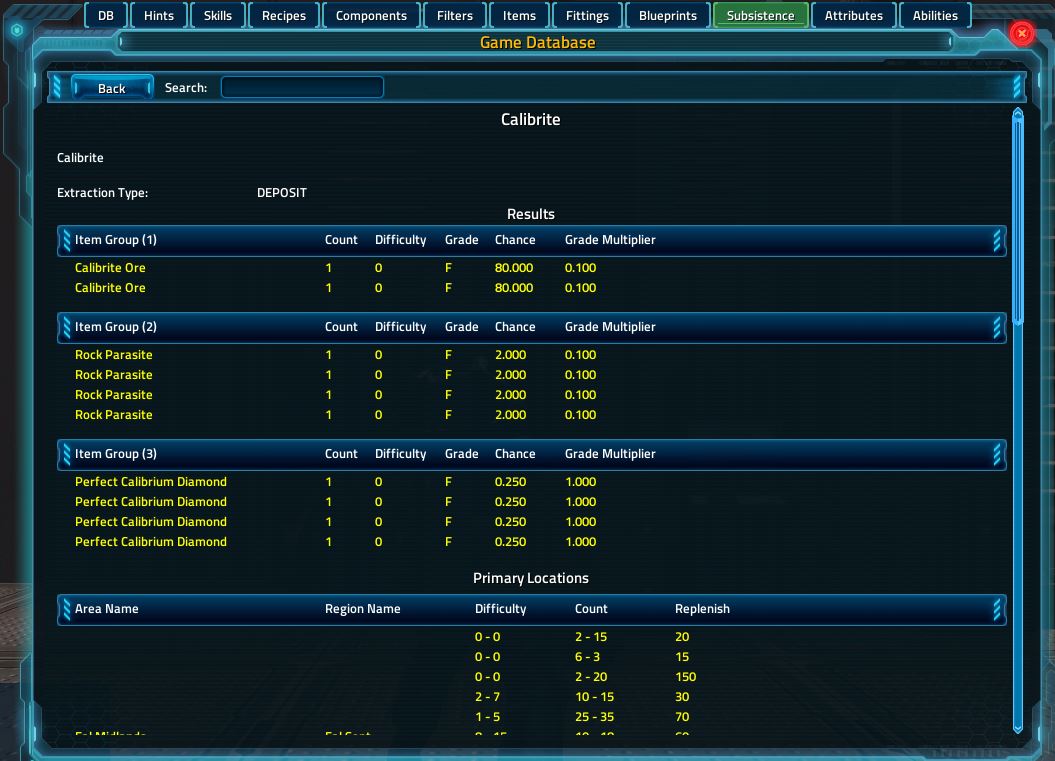 DB Hints Skills Recipes Components Filters Items Fittings Blueprints Subsistence Attributes Abilities
Game Database
Back Search:
Calibrite
Calibrite
Extraction Type: DEPOSIT
Results
Item Group (1) Count Difficulty Grade Chance Grade Multiplier
Calibrite Ore 1 0 F 80.000 0.100
Calibrite Ore 1 0 F 80.000 0.100
Item Group (2) Count Difficulty Grade Chance Grade Multiplier
Rock Parasite 1 0 F 2.000 0.100
Rock Parasite 1 0 F 2.000 0.100
Rock Parasite 1 0 F 2.000 0.100
Rock Parasite 1 0 F 2.000 0.100
Item Group (3) Count Difficulty Grade Chance Grade Multiplier
Perfect Calibrium Diamond 1 0 F 0.250 1.000
Perfect Calibrium Diamond 1 0 F 0.250 1.000
Perfect Calibrium Diamond 1 0 F 0.250 1.000
Perfect Calibrium Diamond 1 0 F 0.250 1.000
Primary Locations
Area Name Region Name Difficulty Count Replenish
0 - 0 2 - 15 20
0 - 0 6 - 3 15
0 - 0 2 - 20 150
2 - 7 10 - 15 30
1 - 5 25 - 35 70